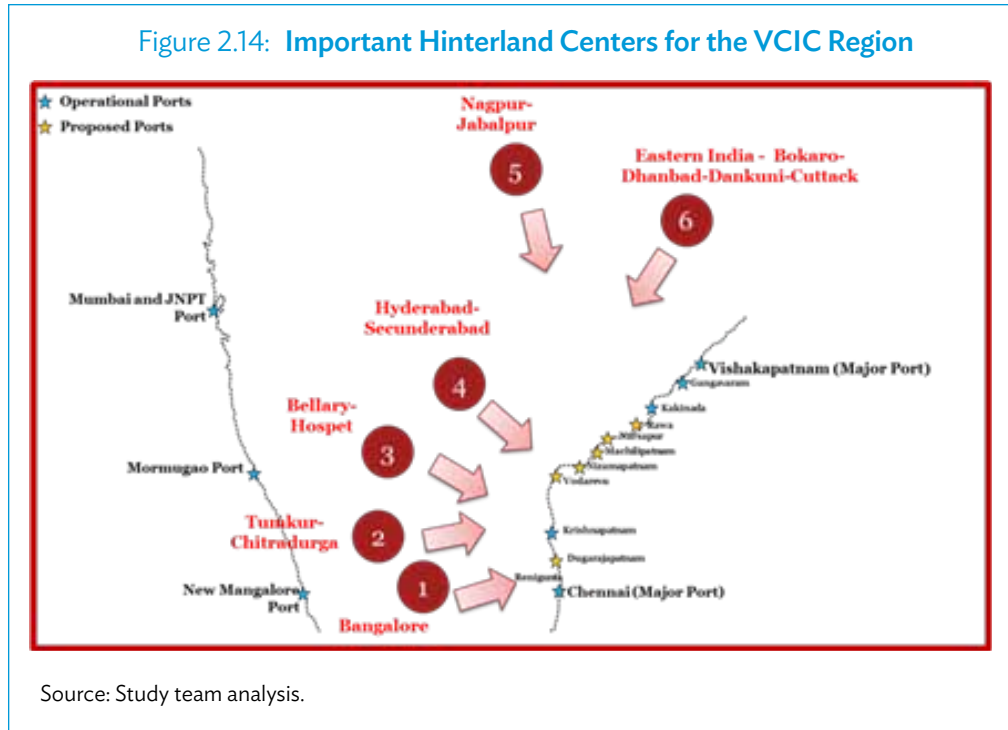 Figure 2.14: Important Hinterland Centers for the VCIC Region
Operational Ports
Proposed Ports
Nagpur-
Jabalpur
5
Eastern India - Bokaro-
Dhanbad-Dankuni-Cuttack
6
Mumbai and JNPT
Port
Hyderabad-
Secunderabad
4
Vishakapatnam (Major Port)
Gangavaram
Kakinada
Rawa
Nizamapatnam
Machilipatnam
Vodarevu
Bellary-
Hospet
3
Mormugao Port
Tumkur-
Chitradurga
2
Krishnapatnam
Dugarajapatnam
Renigunta
1
Bangalore
New Mangalore
Port
Chennai (Major Port)
Source: Study team analysis.